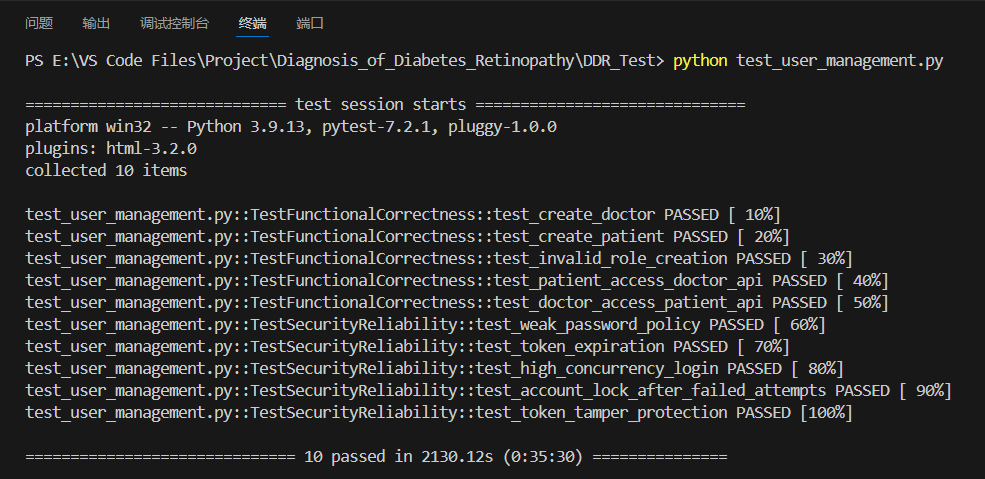 问题 输出 调试控制台 终端 端口
PS E:\VS Code Files\Project\Diagnosis_of_Diabetes_Retinopathy\DDR_Test> python test_user_management.py
============================= test session starts ==============================
platform win32 -- Python 3.9.13, pytest-7.2.1, pluggy-1.0.0
plugins: html-3.2.0
collected 10 items
test_user_management.py::TestFunctionalCorrectness::test_create_doctor PASSED [ 10%]
test_user_management.py::TestFunctionalCorrectness::test_create_patient PASSED [ 20%]
test_user_management.py::TestFunctionalCorrectness::test_invalid_role_creation PASSED [ 30%]
test_user_management.py::TestFunctionalCorrectness::test_patient_access_doctor_api PASSED [ 40%]
test_user_management.py::TestFunctionalCorrectness::test_doctor_access_patient_api PASSED [ 50%]
test_user_management.py::TestSecurityReliability::test_weak_password_policy PASSED [ 60%]
test_user_management.py::TestSecurityReliability::test_token_expiration PASSED [ 70%]
test_user_management.py::TestSecurityReliability::test_high_concurrency_login PASSED [ 80%]
test_user_management.py::TestSecurityReliability::test_account_lock_after_failed_attempts PASSED [ 90%]
test_user_management.py::TestSecurityReliability::test_token_tamper_protection PASSED [100%]
============================== 10 passed in 2130.12s (0:35:30) ===============